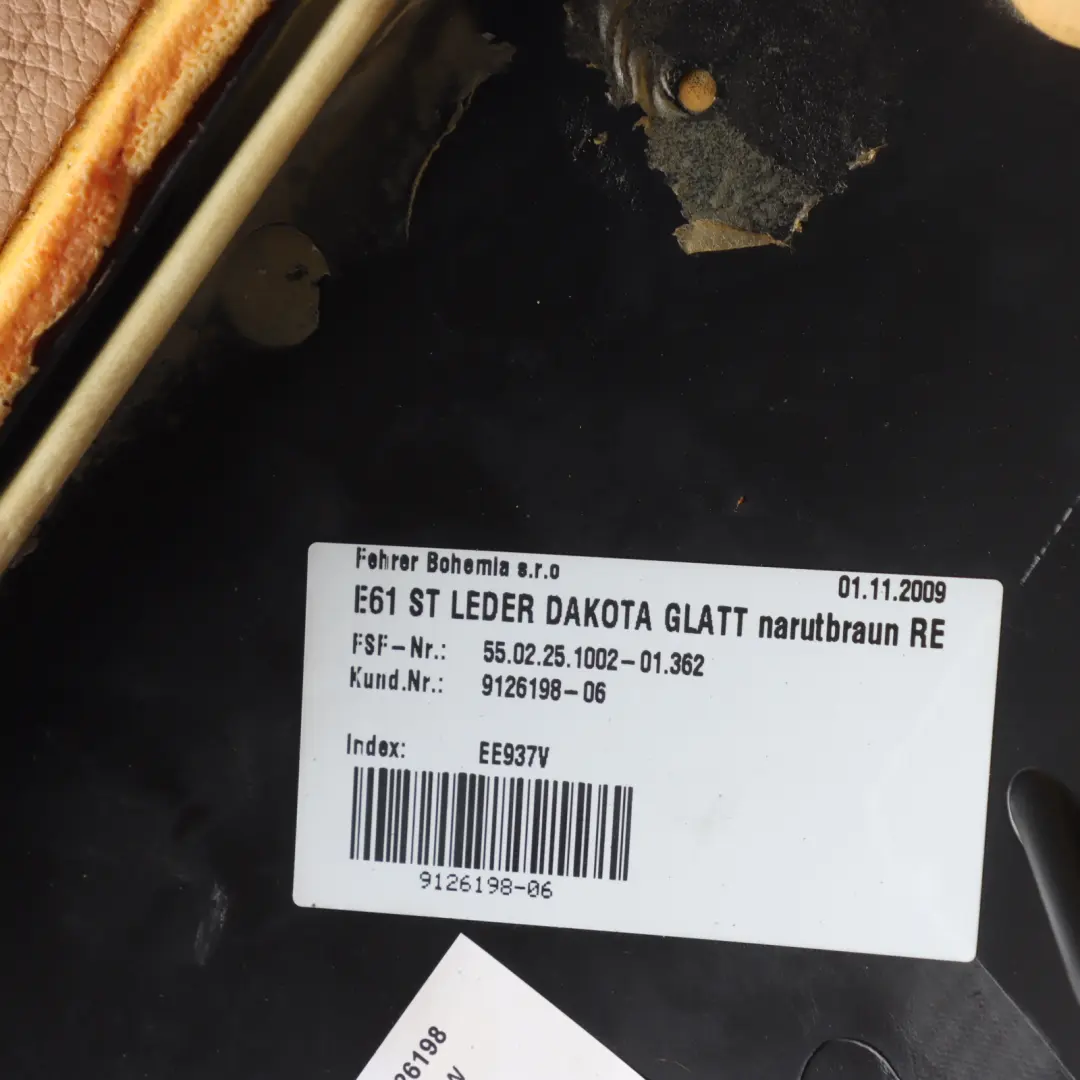 Fehrer Bohemia s.r.o
01.11.2009
E61 ST LEDER DAKOTA GLATT narutbraun RE
FSF-Nr.: 55.02.25.1002-01.362
Kund.Nr.: 9126198-06
Index: EE937V
9126198-06
26198